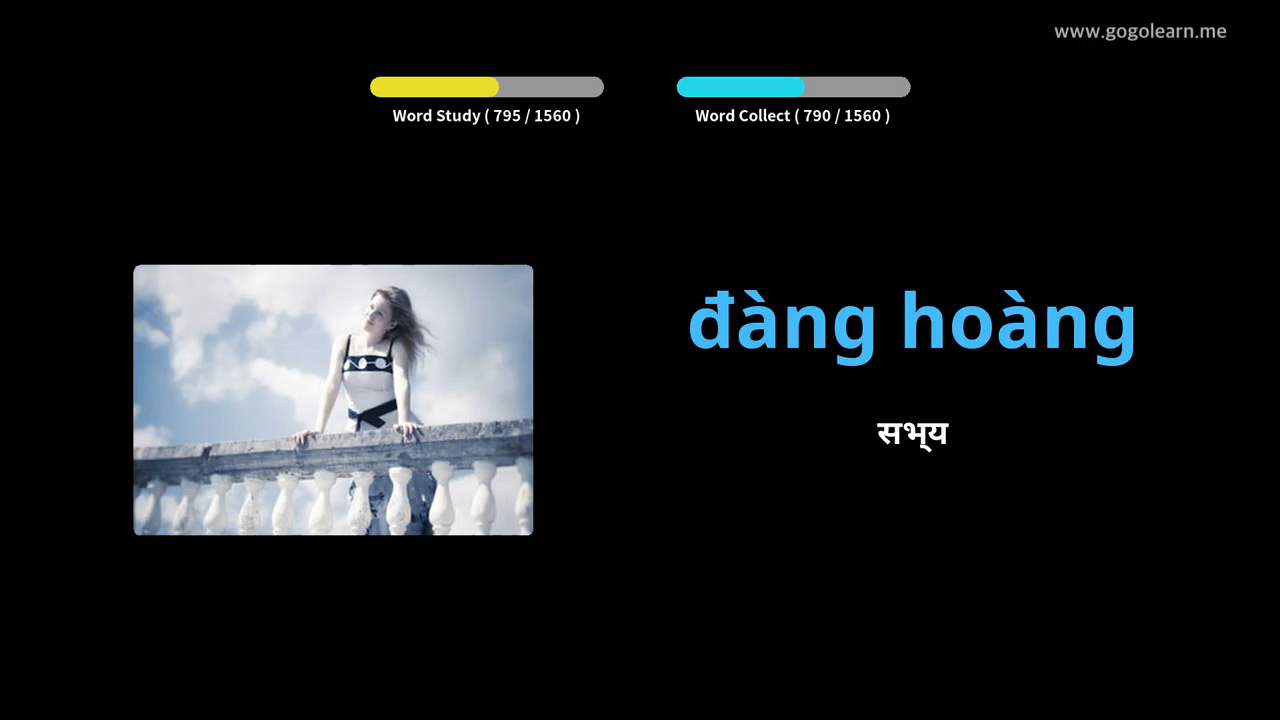 www.gogolearn.me
Word Study ( 795 / 1560 )
Word Collect ( 790 / 1560 )
đàng hoàng
सभ्‍य